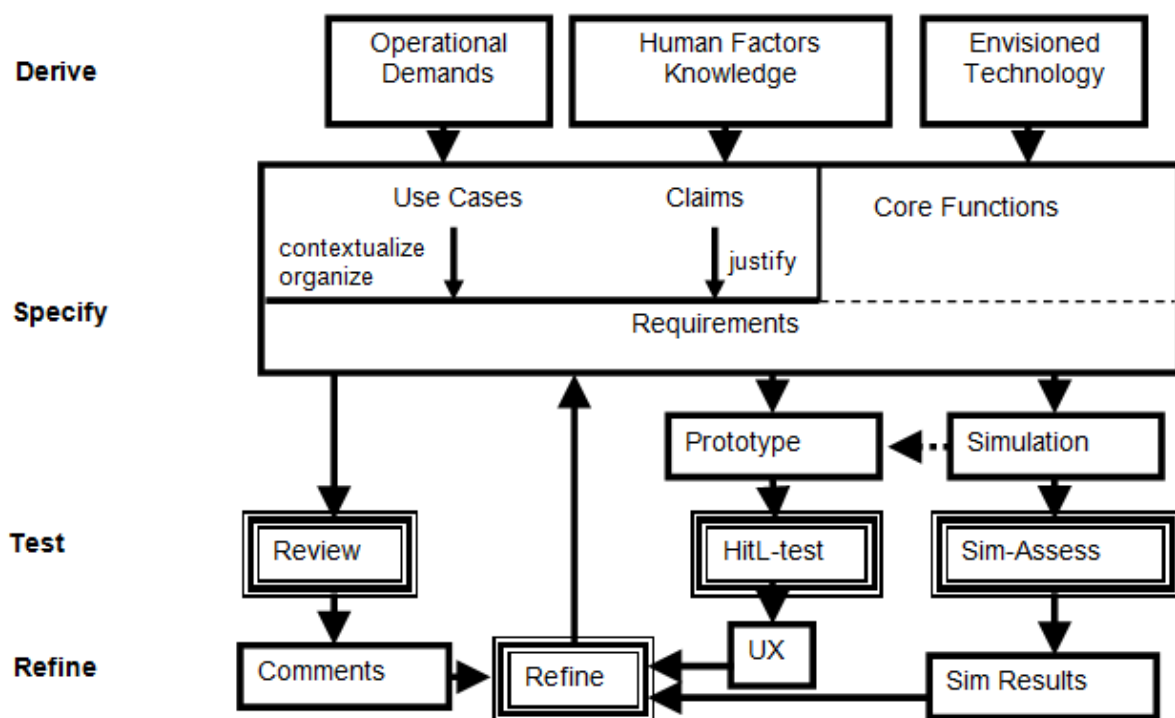 Derive
Operational
Demands
Human Factors
Knowledge
Envisioned
Technology
Specify
Use Cases
Claims
Core Functions
contextualize
organize
justify
Requirements
Prototype
Simulation
Test
Review
HitL-test
Sim-Assess
Refine
Comments
Refine
UX
Sim Results